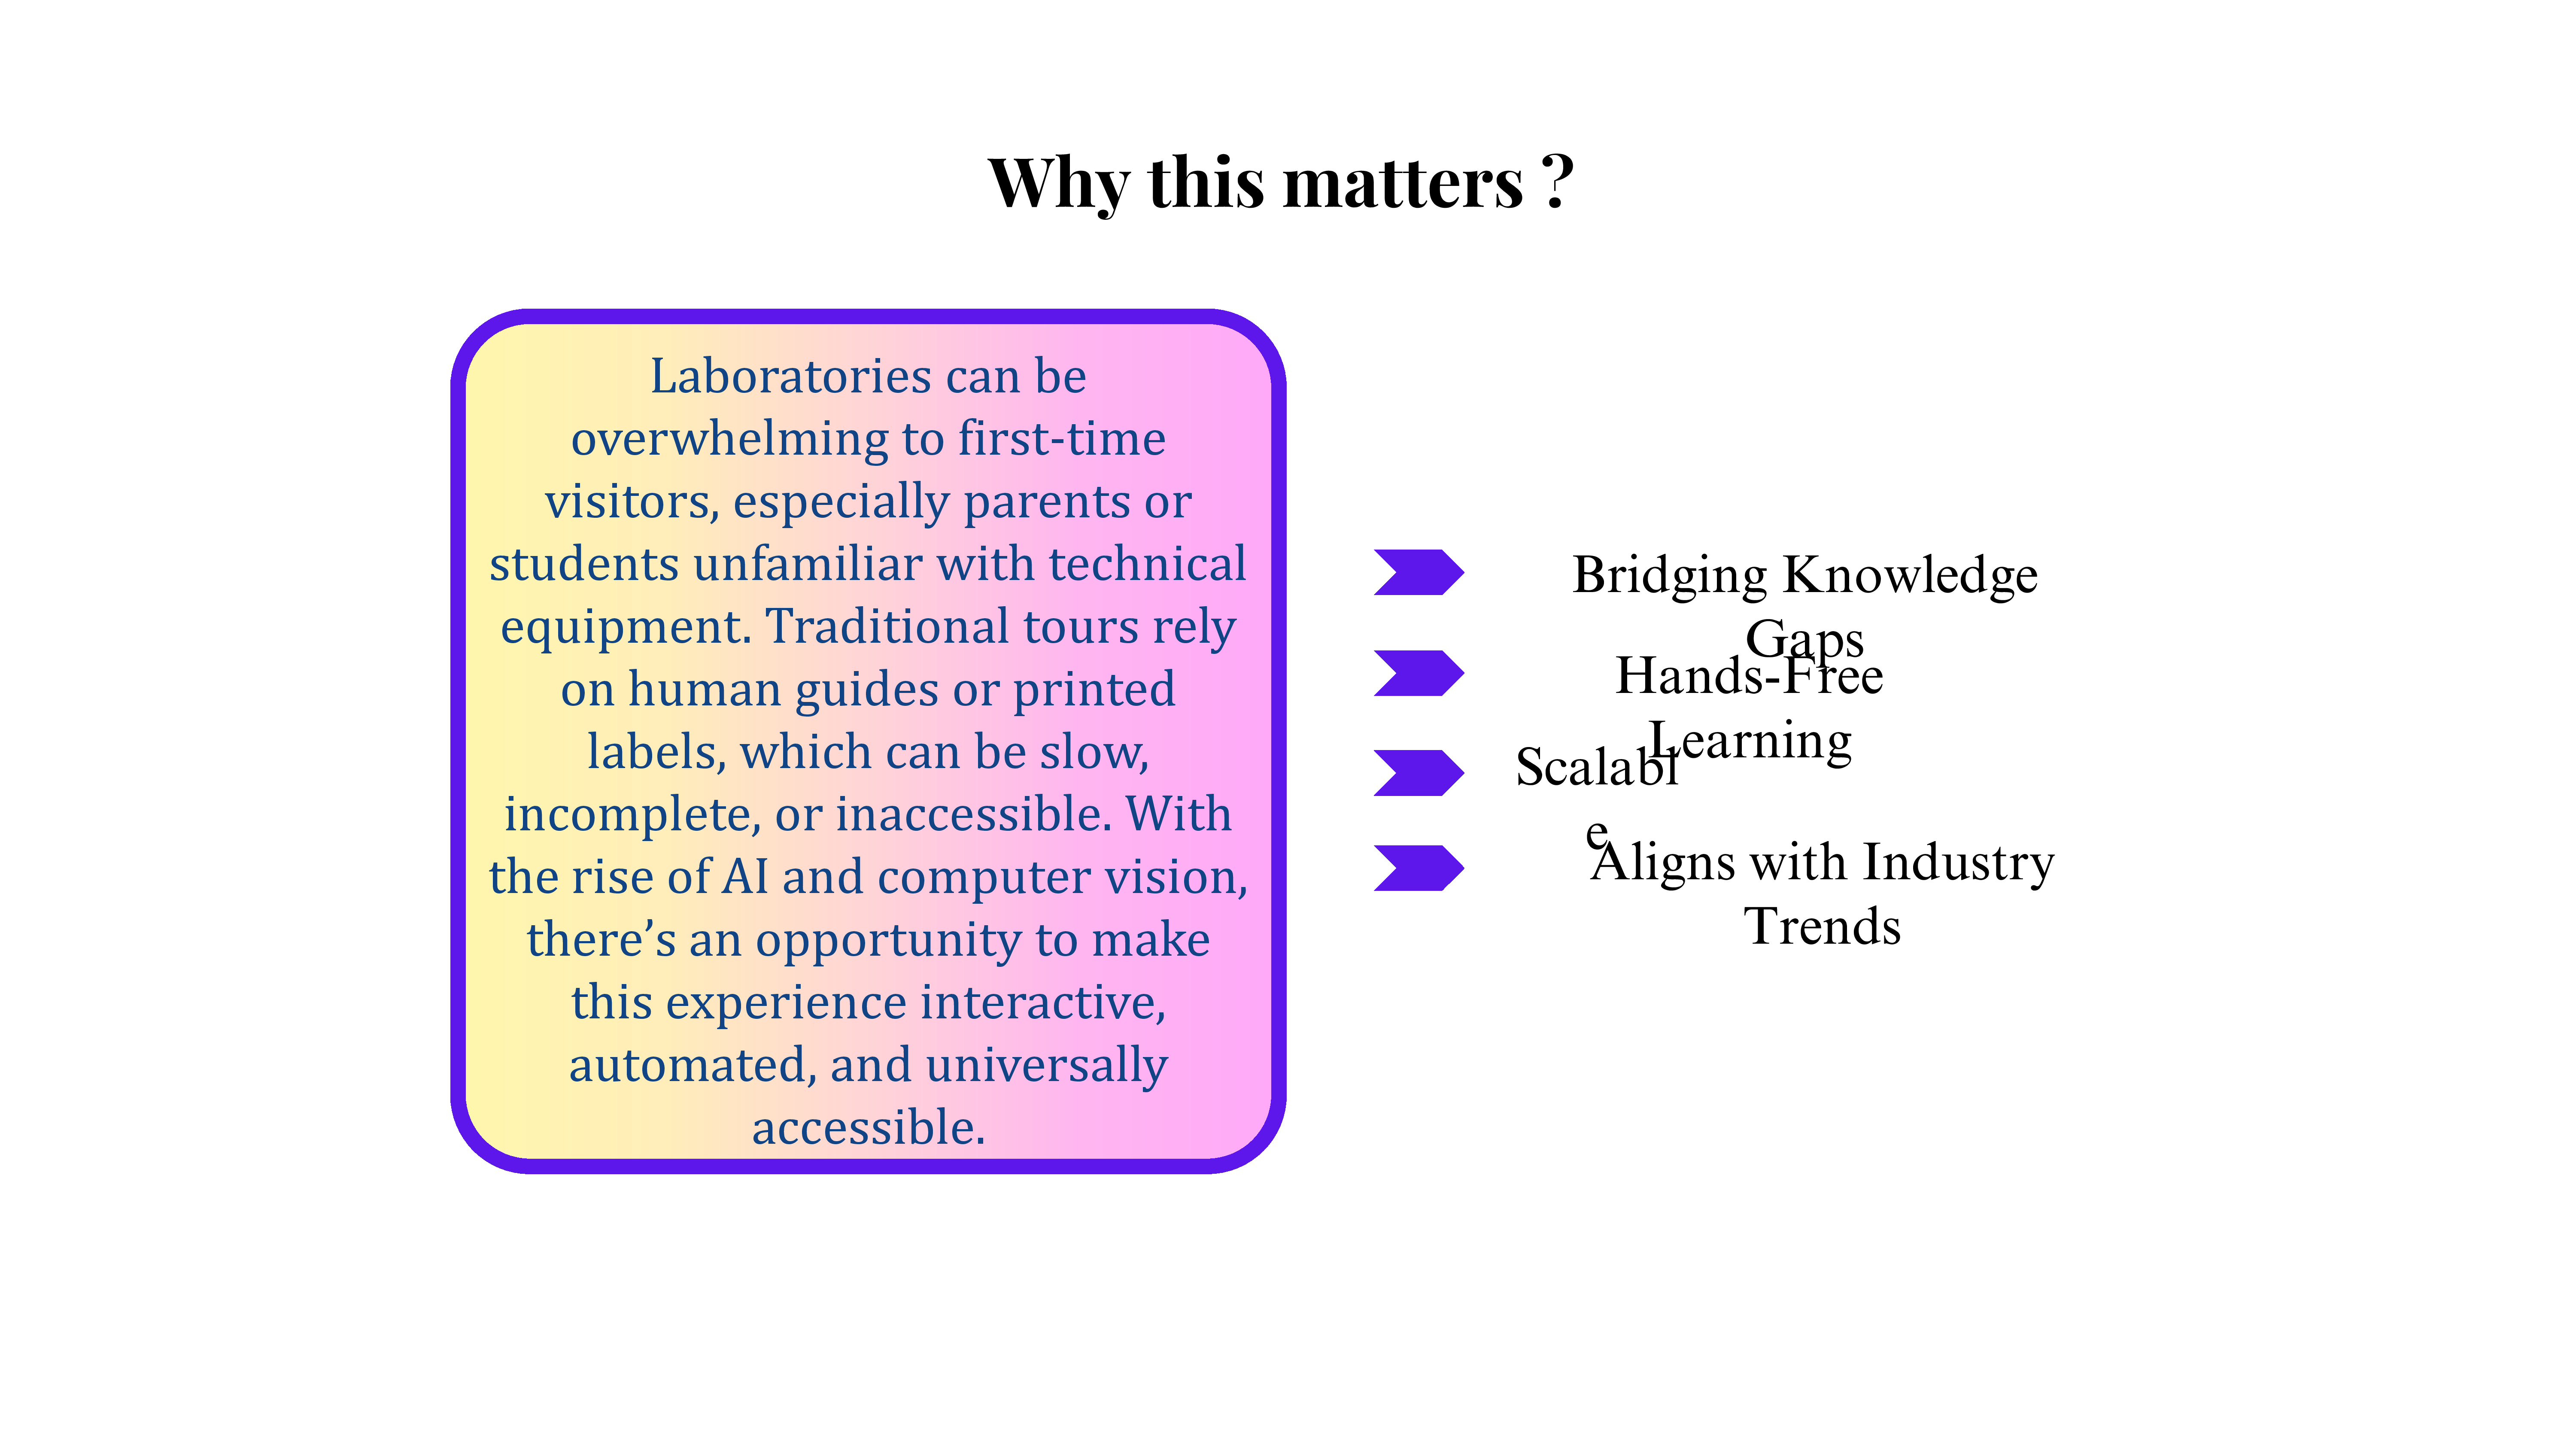 Why this matters ?
Laboratories can be
overwhelming to first-time
visitors, especially parents or
students unfamiliar with technical
equipment. Traditional tours rely
on human guides or printed
labels, which can be slow,
incomplete, or inaccessible. With
the rise of AI and computer vision,
there’s an opportunity to make
this experience interactive,
automated, and universally
accessible.
Bridging Knowledge
Gaps
Hands-Free
Learning
Scalabl
e
Aligns with Industry
Trends